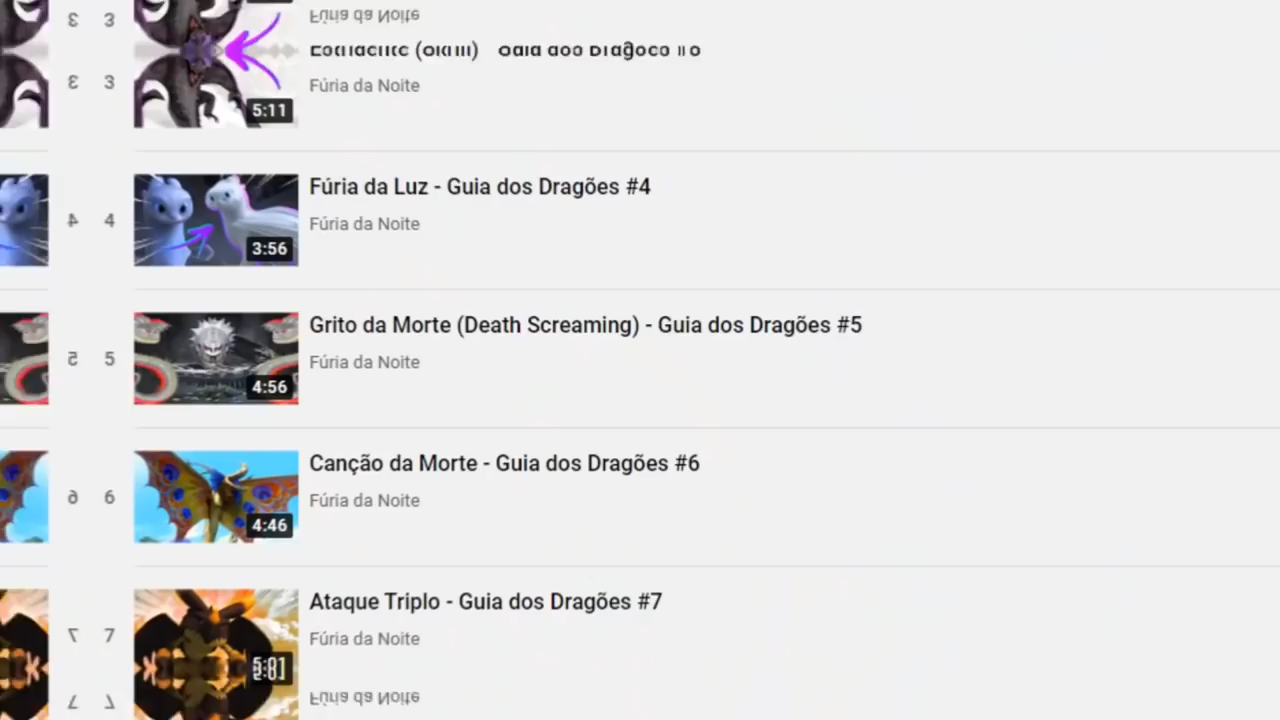 Fúria da Noite
3
5:11
Fúria da Noite
4
3:56
Fúria da Luz - Guia dos Dragões #4
Fúria da Noite
5
4:56
Grito da Morte (Death Screaming) - Guia dos Dragões #5
Fúria da Noite
6
4:46
Canção da Morte - Guia dos Dragões #6
Fúria da Noite
7
Ataque Triplo - Guia dos Dragões #7
Fúria da Noite
Fúria da Noite